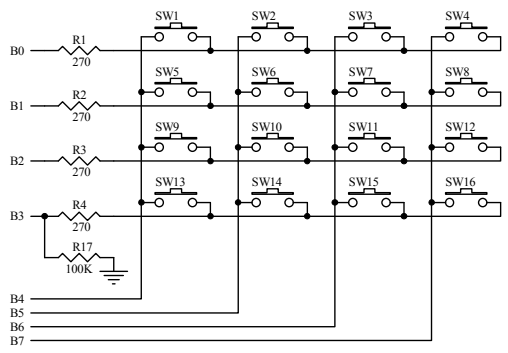 SW1 SW2 SW3 SW4
B0 R1
270
SW5 SW6 SW7 SW8
B1 R2
270
SW9 SW10 SW11 SW12
B2 R3
270
SW13 SW14 SW15 SW16
B3 R4
270
R17
100K
B4
B5
B6
B7